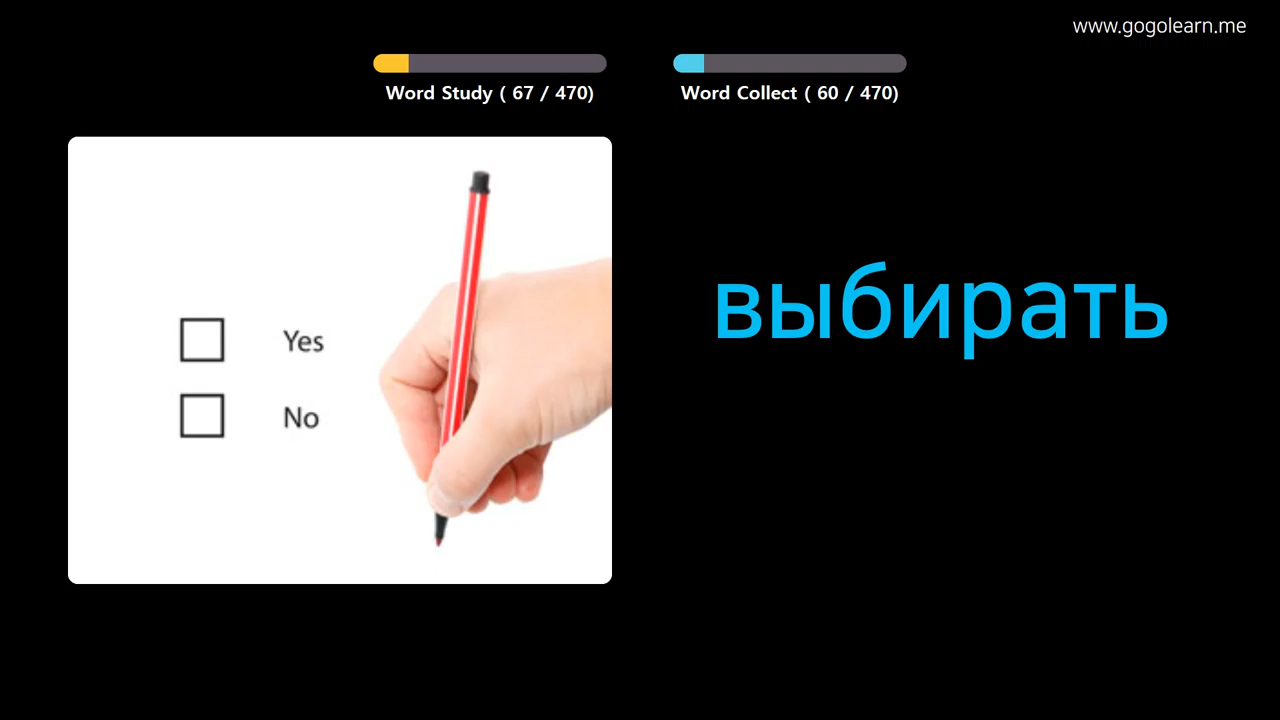 www.gogolearn.me
Word Study ( 67 / 470)
Word Collect ( 60 / 470)
Yes
No
выбирать